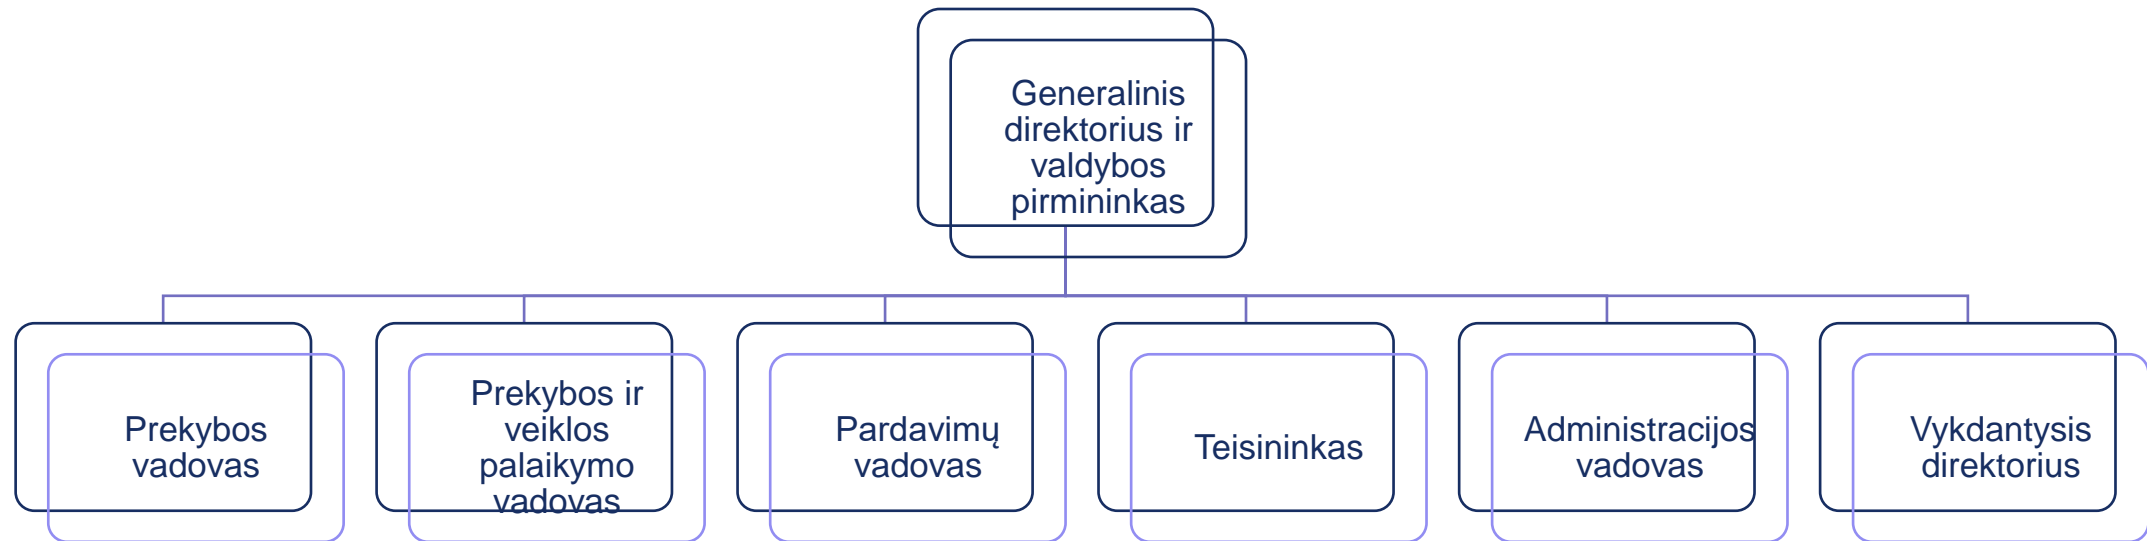 Generalinis
direktorius ir
valdybos
pirmininkas
Prekybos
vadovas
Prekybos ir
veiklos
palaikymo
vadovas
Pardavimų
vadovas
Teisininkas
Administracijos
vadovas
Vykdantysis
direktorius